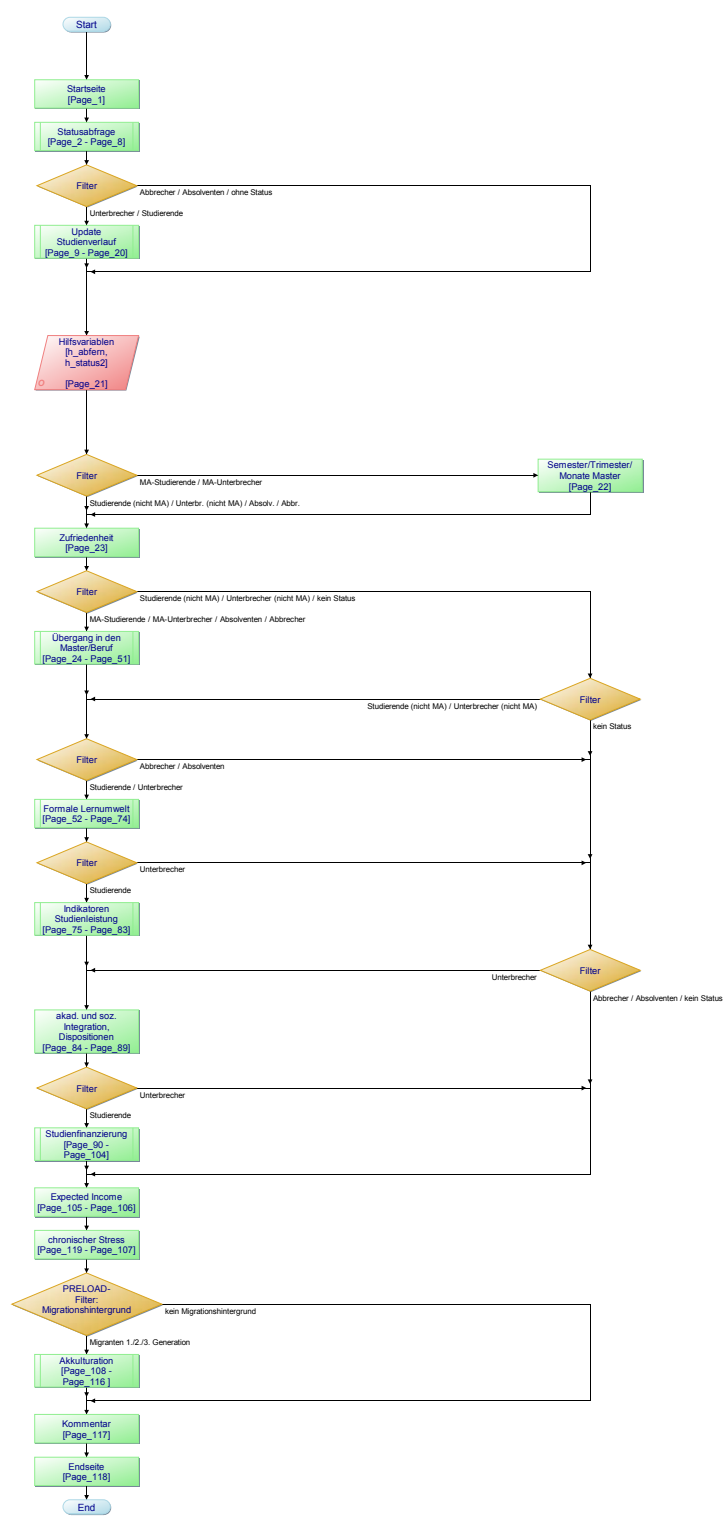 Start
Startseite
[Page_1]
Statusabfrage
[Page_2 - Page_8]
Filter
Abbrecher / Absolventen / ohne Status
Unterbrecher / Studierende
Update
Studienverlauf
[Page_9 - Page_20]
Hilfsvariablen
[h_abfern,
h_status2]
[Page_21]
Filter
MA-Studierende / MA-Unterbrecher
Semester/Trimester/
Monate Master
[Page_22]
Studierende (nicht MA) / Unterbr. (nicht MA) / Absolv. / Abbr.
Zufriedenheit
[Page_23]
Filter
Studierende (nicht MA) / Unterbrecher (nicht MA) / kein Status
MA-Studierende / MA-Unterbrecher / Absolventen / Abbrecher
Übergang in den
Master/Beruf
[Page_24 - Page_51]
Filter
Studierende (nicht MA) / Unterbrecher (nicht MA)
kein Status
Filter
Abbrecher / Absolventen
Studierende / Unterbrecher
Formale Lernumwelt
[Page_52 - Page_74]
Filter
Unterbrecher
Studierende
Indikatoren
Studienleistung
[Page_75 - Page_83]
Filter
Unterbrecher
Abbrecher / Absolventen / kein Status
akad. und soz.
Integration,
Dispositionen
[Page_84 - Page_89]
Filter
Unterbrecher
Studierende
Studienfinanzierung
[Page_90 -
Page_104]
Expected Income
[Page_105 - Page_106]
chronischer Stress
[Page_119 - Page_107]
PRELOAD-
Filter:
Migrationshintergrund
kein Migrationshintergrund
Migranten 1./2./3. Generation
Akkulturation
[Page_108 -
Page_116 ]
Kommentar
[Page_117]
Endseite
[Page_118]
End